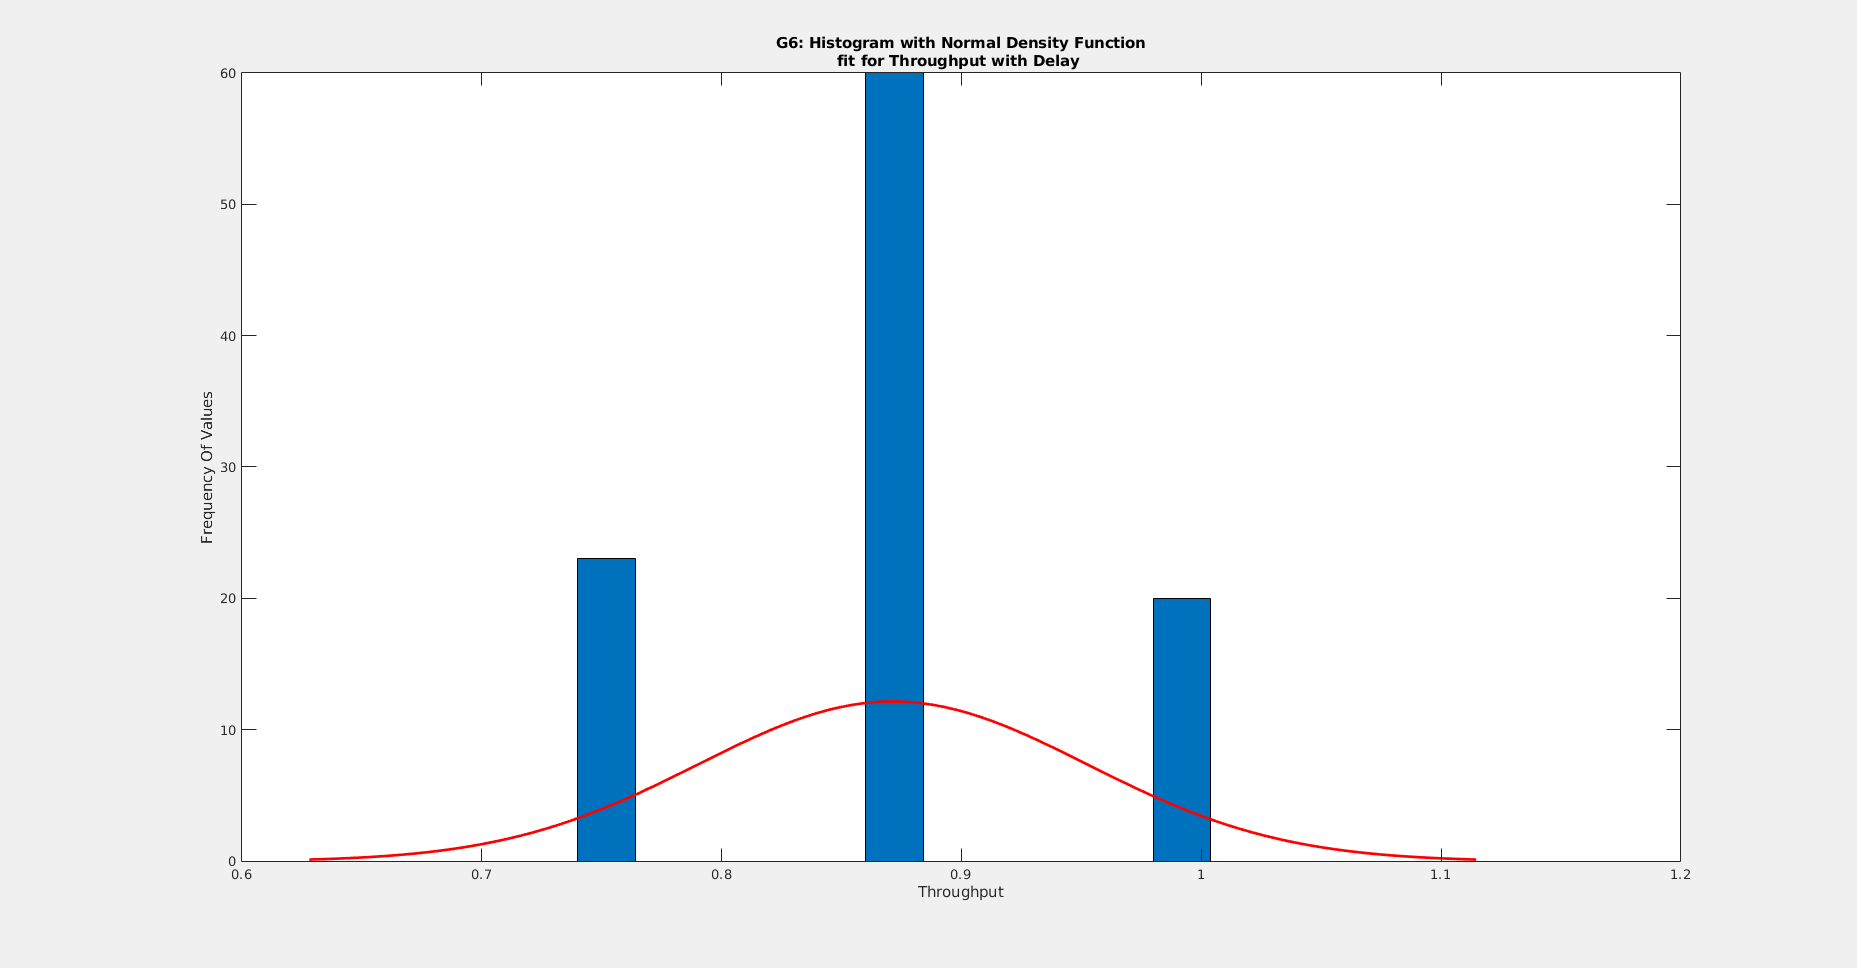 G6: Histogram with Normal Density Function
fit for Throughput with Delay
60
50
40
30
20
10
0
Frequency Of Values
0.6 0.7 0.8 0.9 1 1.1 1.2
Throughput